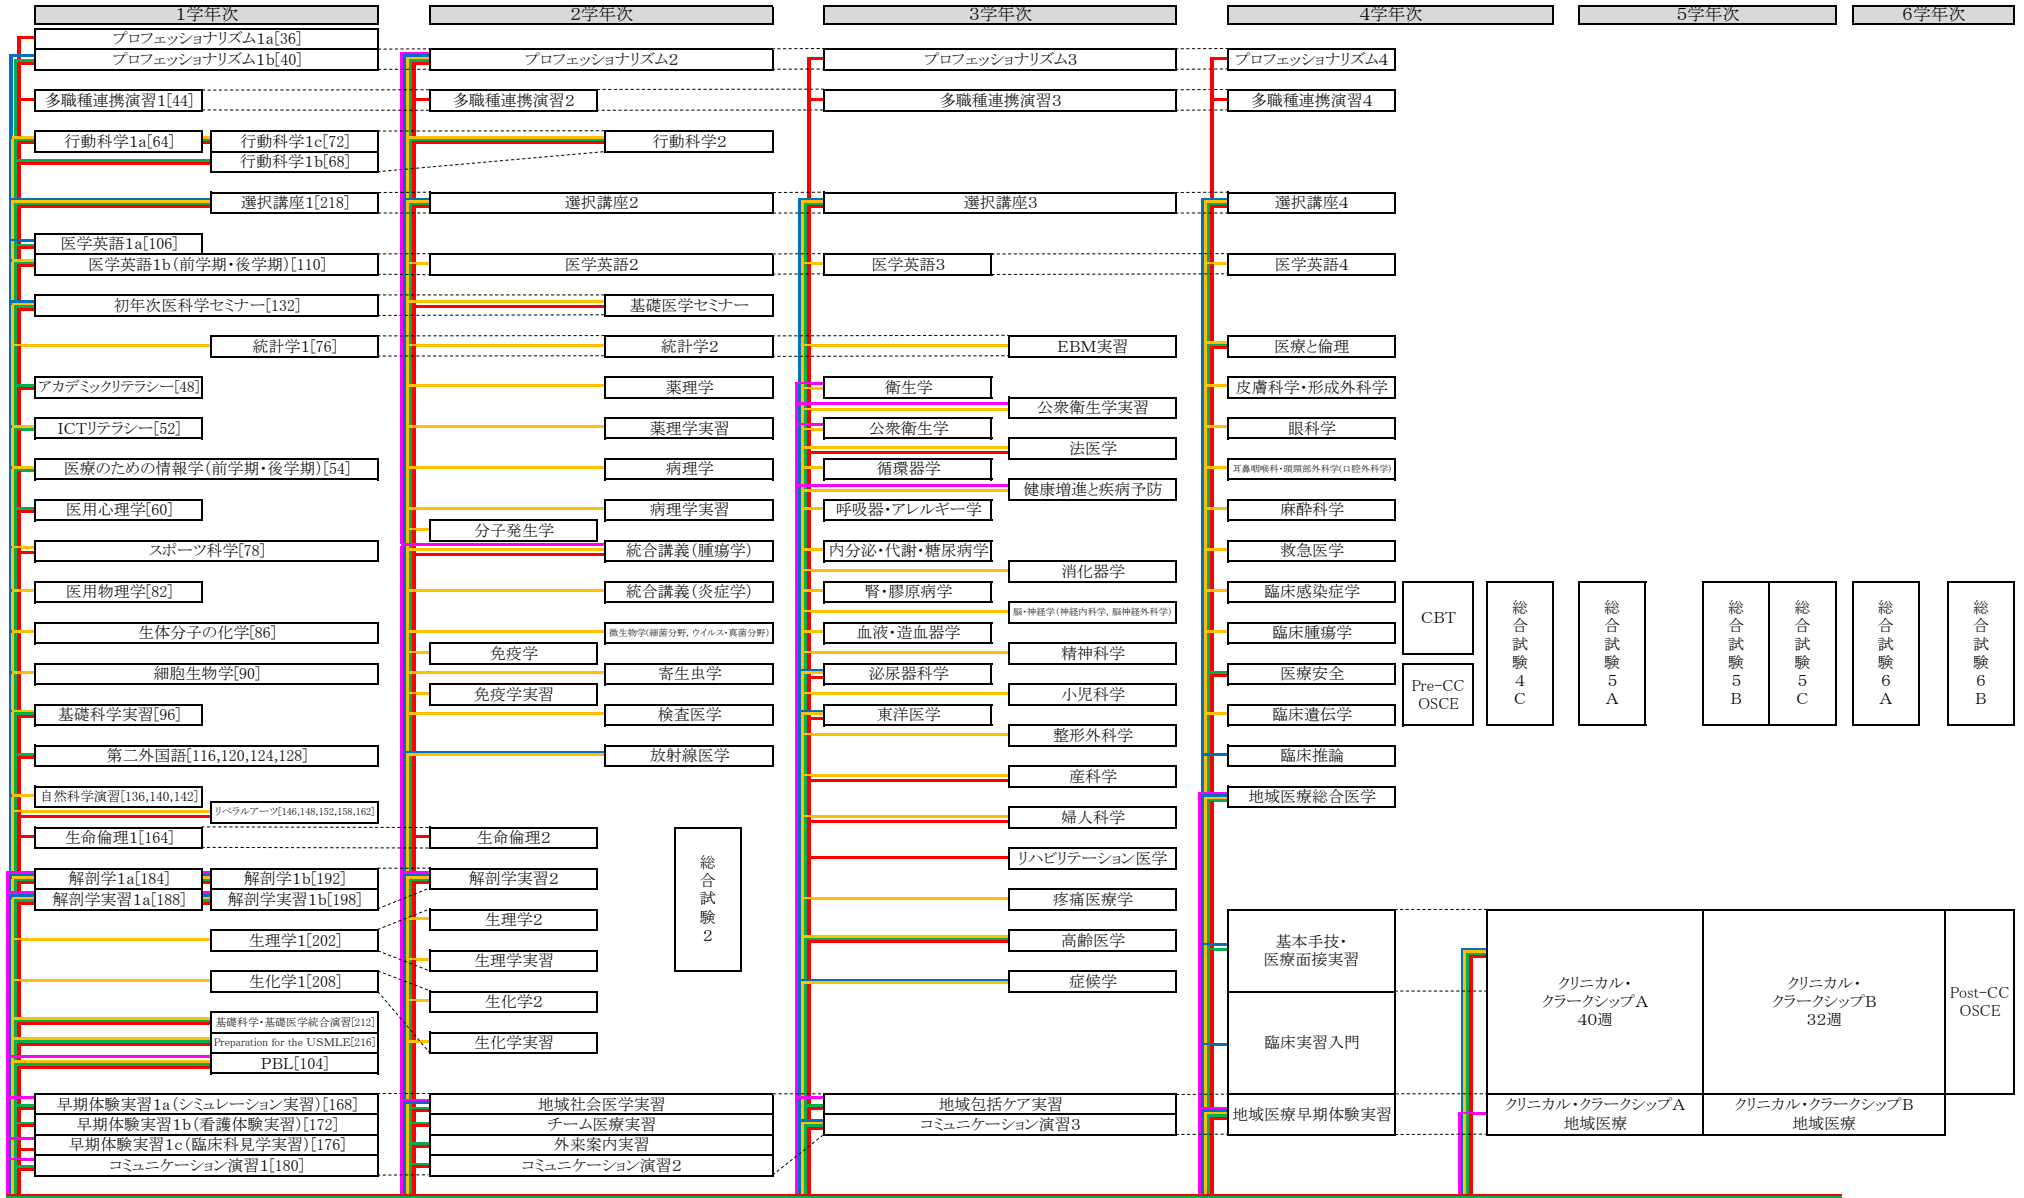 1学年次
2学年次
3学年次
4学年次
5学年次
6学年次
プロフェッショナリズム1a[36]
プロフェッショナリズム1b[40]
プロフェッショナリズム2
プロフェッショナリズム3
プロフェッショナリズム4
多職種連携演習1[44]
多職種連携演習2
多職種連携演習3
多職種連携演習4
行動科学1a[64]
行動科学1c[72]
行動科学2
行動科学1b[68]
選択講座1[218]
選択講座2
選択講座3
選択講座4
医学英語1a[106]
医学英語1b(前学期・後学期)[110]
医学英語2
医学英語3
医学英語4
初年次医科学セミナー[132]
基礎医学セミナー
統計学1[76]
統計学2
EBM実習
医療と倫理
アカデミックリテラシー[48]
薬理学
衛生学
皮膚科学・形成外科学
公衆衛生学実習
ICTリテラシー[52]
薬理学実習
公衆衛生学
眼科学
法医学
医療のための情報学(前学期・後学期)[54]
病理学
循環器学
耳鼻咽喉科・頭頸部外科学(口腔外科学)
健康増進と疾病予防
医用心理学[60]
病理学実習
呼吸器・アレルギー学
麻酔科学
分子発生学
スポーツ科学[78]
統合講義(腫瘍学)
内分泌・代謝・糖尿病学
救急医学
消化器学
医用物理学[82]
統合講義(炎症学)
腎・膠原病学
臨床感染症学
脳・神経学(神経内科学, 脳神経外科学)
生体分子の化学[86]
微生物学(細菌分野, ウイルス・真菌分野)
血液・造血器学
臨床腫瘍学
免疫学
精神科学
細胞生物学[90]
寄生虫学
泌尿器科学
医療安全
免疫学実習
小児科学
基礎科学実習[96]
検査医学
東洋医学
臨床遺伝学
整形外科学
CBT
Pre-CC
OSCE
総合試験4C
総合試験5A
総合試験5B
総合試験5C
総合試験6A
総合試験6B
第二外国語[116,120,124,128]
放射線医学
臨床推論
産科学
自然科学演習[136,140,142]
地域医療総合医学
リベラルアーツ[146,148,152,158,162]
婦人科学
生命倫理1[164]
生命倫理2
総合試験2
リハビリテーション医学
解剖学1a[184]
解剖学1b[192]
解剖学実習2
解剖学実習1a[188]
解剖学実習1b[198]
疼痛医療学
生理学2
生理学1[202]
高齢医学
基本手技・
医療面接実習
生理学実習
生化学1[208]
症候学
生化学2
クリニカル・
クラークシップA
40週
クリニカル・
クラークシップB
32週
Post-CC
OSCE
基礎科学・基礎医学統合演習[212]
Preparation for the USMLE[216]
生化学実習
臨床実習入門
PBL[104]
早期体験実習1a(シミュレーション実習)[168]
地域社会医学実習
地域包括ケア実習
地域医療早期体験実習
クリニカル・クラークシップA
地域医療
クリニカル・クラークシップB
地域医療
早期体験実習1b(看護体験実習)[172]
チーム医療実習
コミュニケーション演習3
早期体験実習1c(臨床科見学実習)[176]
外来案内実習
コミュニケーション演習1[180]
コミュニケーション演習2